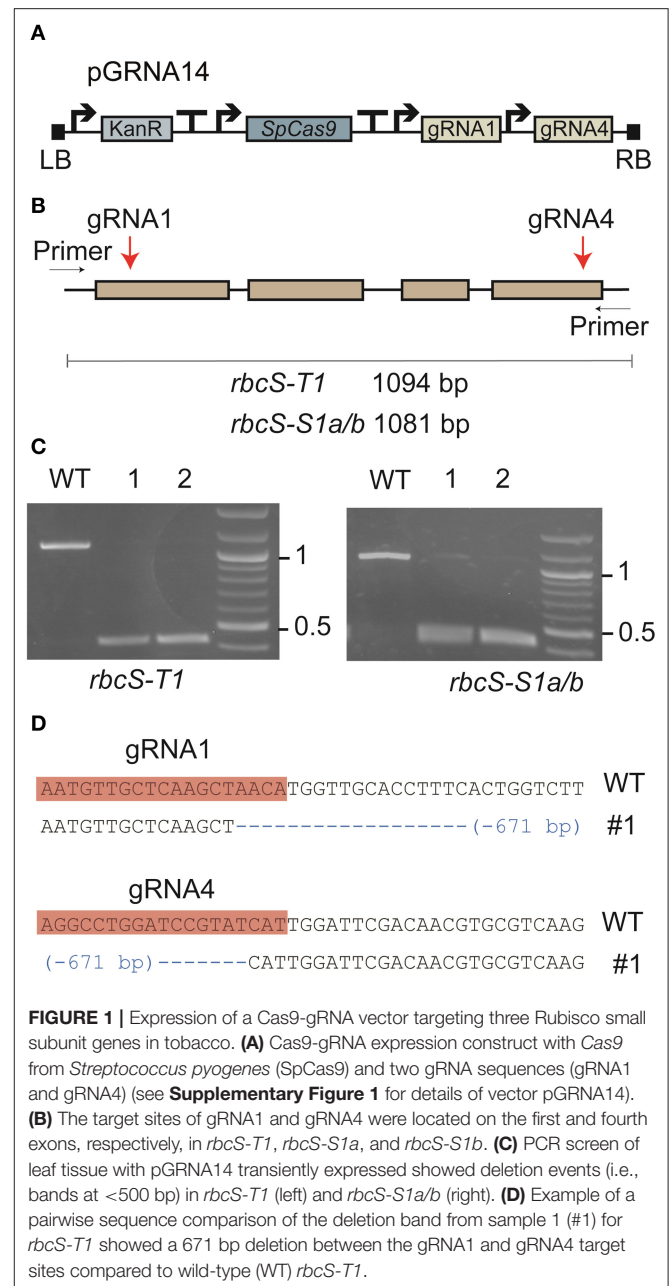 A
pGRNA14
KanR SpCas9 gRNA1 gRNA4
LB RB
B
gRNA1 gRNA4
Primer
Primer
rbcS-T1 1094 bp
rbcS-S1a/b 1081 bp
C
WT 1 2 WT 1 2
1 1
0.5 0.5
rbcS-T1 rbcS-S1a/b
D
gRNA1
AATGTTGCTCAAGCTAACATGGTTGCACCTTTCACTGGTCTT WT
AATGTTGCTCAAGCT------------------(-671 bp) #1
gRNA4
AGGCCTGGATCCGTATCATTGGATTCGACAACGTGCGTCAAG WT
(-671 bp)-------CATTGGATTCGACAACGTGCGTCAAG #1
FIGURE 1 | Expression of a Cas9-gRNA vector targeting three Rubisco small
subunit genes in tobacco. (A) Cas9-gRNA expression construct with Cas9
from Streptococcus pyogenes (SpCas9) and two gRNA sequences (gRNA1
and gRNA4) (see Supplementary Figure 1 for details of vector pGRNA14).
(B) The target sites of gRNA1 and gRNA4 were located on the first and fourth
exons, respectively, in rbcS-T1, rbcS-S1a, and rbcS-S1b. (C) PCR screen of
leaf tissue with pGRNA14 transiently expressed showed deletion events (i.e.,
bands at <500 bp) in rbcS-T1 (left) and rbcS-S1a/b (right). (D) Example of a
pairwise sequence comparison of the deletion band from sample 1 (#1) for
rbcS-T1 showed a 671 bp deletion between the gRNA1 and gRNA4 target
sites compared to wild-type (WT) rbcS-T1.